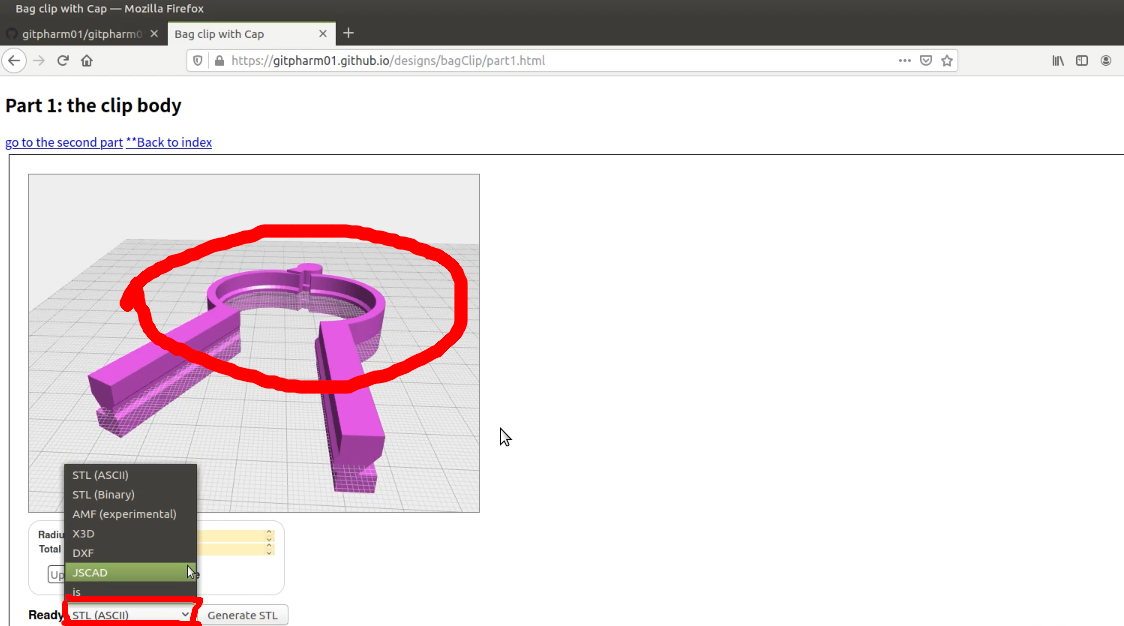 Bag clip with Cap — Mozilla Firefox
gitpharm01/gitpharm0
Bag clip with Cap
https://gitpharm01.github.io/designs/bagClip/part1.html
Part 1: the clip body
go to the second part **Back to index
STL (ASCII)
STL (Binary)
AMF (experimental)
X3D
DXF
JSCAD
js
Radiu
Total
Up
e
Ready
STL (ASCII)
Generate STL